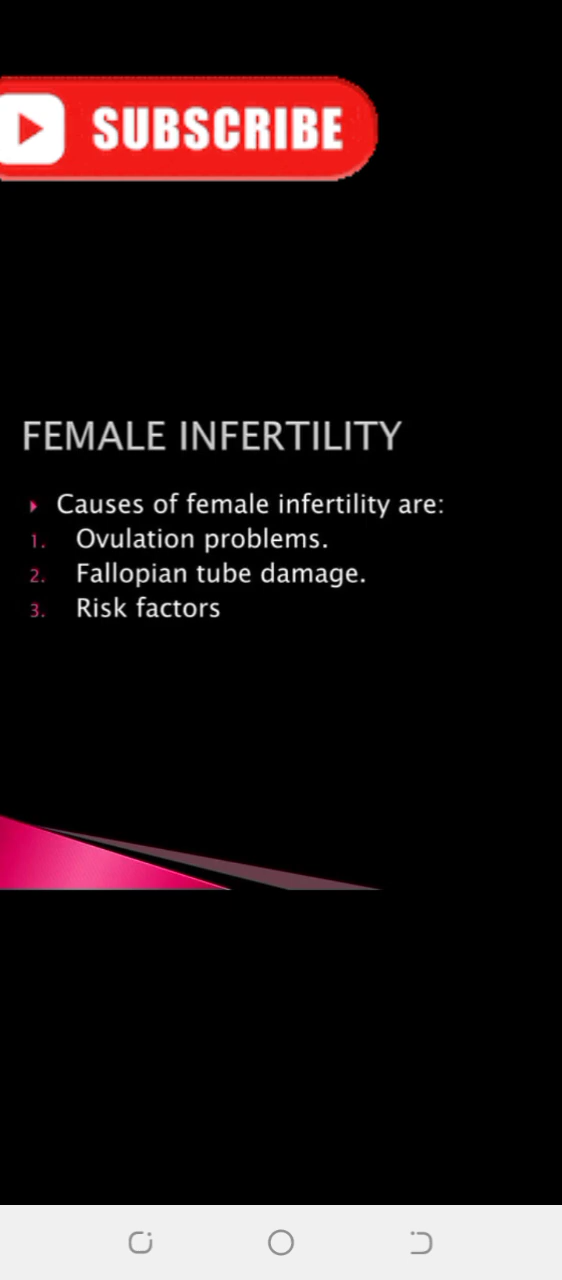 SUBSCRIBE
FEMALE INFERTILITY
Causes of female infertility are:
1. Ovulation problems.
2. Fallopian tube damage.
3. Risk factors